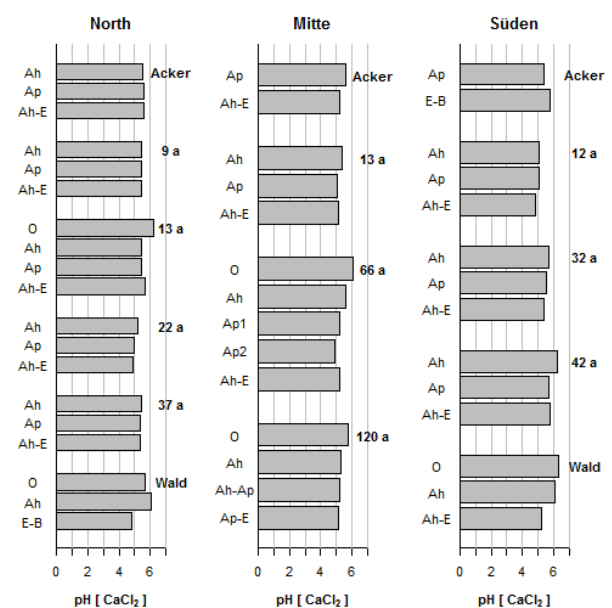 North
Ah Acker
Ap
Ah-E
Ah 9 a
Ap
Ah-E
O 13 a
Ah
Ap
Ah-E
Ah 22 a
Ap
Ah-E
Ah 37 a
Ap
Ah-E
O Wald
Ah
E-B
0 2 4 6
pH [ CaCl₂ ]
Mitte
Ap Acker
Ah-E
Ah 13 a
Ap
Ah-E
O 66 a
Ah
Ap1
Ap2
Ah-E
O 120 a
Ah
Ah-Ap
Ap-E
0 2 4 6
pH [ CaCl₂ ]
Süden
Ap Acker
E-B
Ah 12 a
Ap
Ah-E
Ah 32 a
Ap
Ah-E
Ah 42 a
Ap
Ah-E
O Wald
Ah
Ah-E
0 2 4 6
pH [ CaCl₂ ]